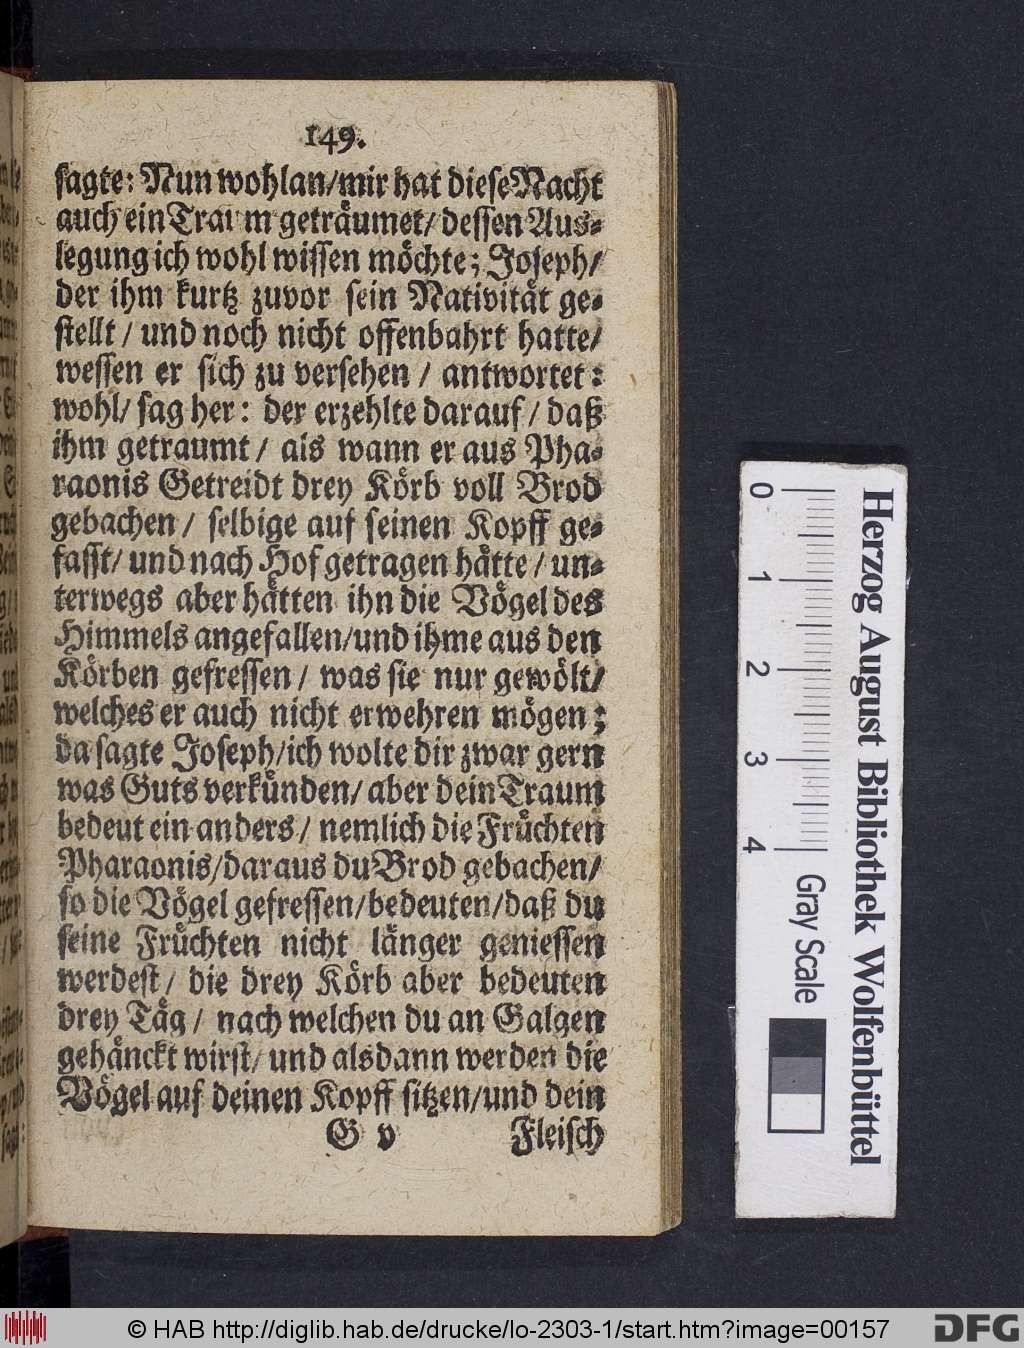 149.
sagte: Nun wohlan/mir hat diese Nacht
auch ein Traum geträumet/ dessen Aus-
legung ich wohl wissen möchte; Joseph/
der ihm kurtz zuvor sein Nativität ge-
stellt / und noch nicht offenbahrt hatte/
wessen er sich zu versehen / antwortet:
wohl/ sag her: der erzehlte darauf / daß
ihm getraumt / als wann er aus Pha-
raonis Getreidt drey Körb voll Brod
gebachen / selbige auf seinen Kopff ge-
fasst/ und nach Hof getragen hätte / un-
terwegs aber hätten ihn die Vögel des
Himmels angefallen/und ihme aus den
Körben gefressen / was sie nur gewölt/
welches er auch nicht erwehren mögen;
da sagte Joseph/ich wolte dir zwar gern
was Guts verkünden/ aber dein Traum
bedeut ein anders / nemlich die Früchten
Pharaonis/daraus du Brod gebachen/
so die Vögel gefressen/bedeuten/daß du
seine Früchten nicht länger geniessen
werdest / die drey Körb aber bedeuten
drey Täg / nach welchen du an Galgen
gehänckt wirst/ und alsdann werden die
Vögel auf deinen Kopff sitzen/und dein
G v Fleisch
0 1 2 3 4
Gray Scale
Herzog August Bibliothek Wolfenbüttel
© HAB http://diglib.hab.de/drucke/lo-2303-1/start.htm?image=00157
DFG